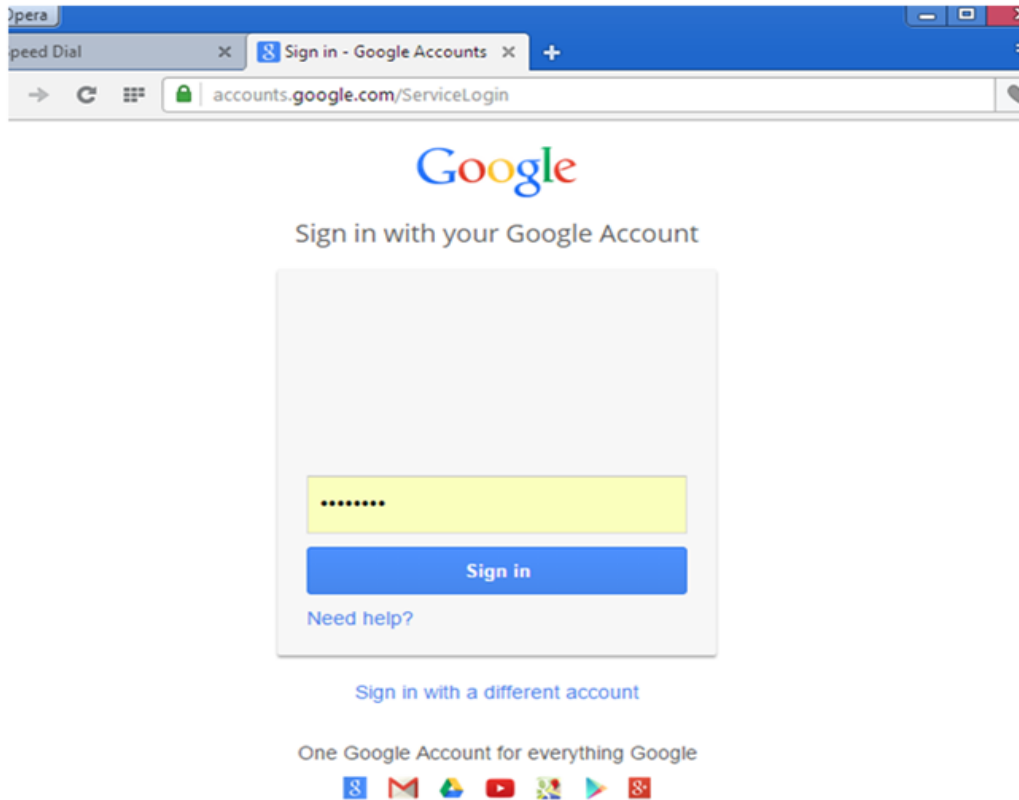 Opera
peed Dial
Sign in - Google Accounts
accounts.google.com/ServiceLogin
Google
Sign in with your Google Account
••••••••
Sign in
Need help?
Sign in with a different account
One Google Account for everything Google